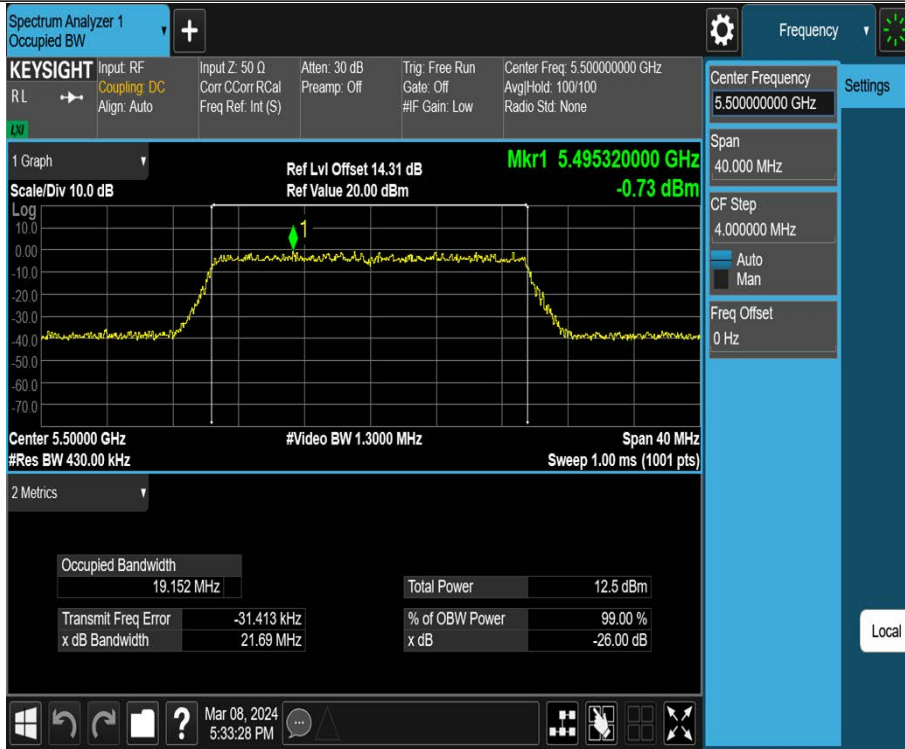 Spectrum Analyzer 1
Occupied BW
+
Frequency
KEYSIGHT
R L
LXI
Input: RF
Coupling: DC
Align: Auto
Input Z: 50 Ω
Corr CCorr RCal
Freq Ref: Int (S)
Atten: 30 dB
Preamp: Off
Trig: Free Run
Gate: Off
#IF Gain: Low
Center Freq: 5.500000000 GHz
Avg|Hold: 100/100
Radio Std: None
Center Frequency
5.500000000 GHz
Settings
Span
40.000 MHz
CF Step
4.000000 MHz
Auto
Man
Freq Offset
0 Hz
Local
1 Graph
Scale/Div 10.0 dB
Ref Lvl Offset 14.31 dB
Ref Value 20.00 dBm
Mkr1 5.495320000 GHz
-0.73 dBm
Log
10.0
0.00
-10.0
-20.0
-30.0
-40.0
-50.0
-60.0
-70.0
1
Center 5.50000 GHz
#Video BW 1.3000 MHz
Span 40 MHz
#Res BW 430.00 kHz
Sweep 1.00 ms (1001 pts)
2 Metrics
Occupied Bandwidth
19.152 MHz
Total Power 12.5 dBm
Transmit Freq Error -31.413 kHz
% of OBW Power 99.00 %
x dB Bandwidth 21.69 MHz
x dB -26.00 dB
?
Mar 08, 2024
5:33:28 PM